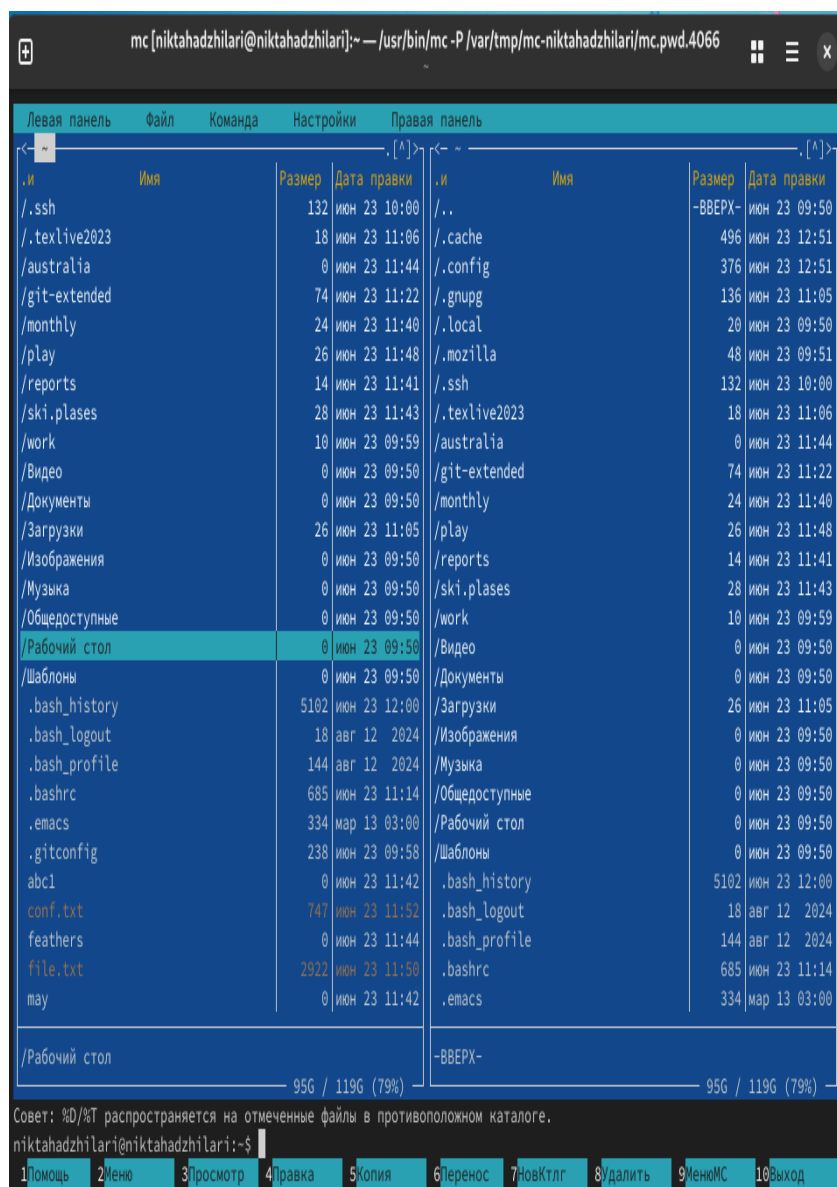 mc [niktahadzhilari@niktahadzhilari]:~ — /usr/bin/mc -P /var/tmp/mc-niktahadzhilari/mc.pwd.4066
~
Левая панель Файл Команда Настройки Правая панель
┌<─ ~ ─.[^]>┐┌<─ ~ ─.[^]>┐
.и Имя Размер Дата правки .и Имя Размер Дата правки
/.ssh 132 июн 23 10:00 /.. -ВВЕРХ- июн 23 09:50
/.texlive2023 18 июн 23 11:06 /.cache 496 июн 23 12:51
/australia 0 июн 23 11:44 /.config 376 июн 23 12:51
/git-extended 74 июн 23 11:22 /.gnupg 136 июн 23 11:05
/monthly 24 июн 23 11:40 /.local 20 июн 23 09:50
/play 26 июн 23 11:48 /.mozilla 48 июн 23 09:51
/reports 14 июн 23 11:41 /.ssh 132 июн 23 10:00
/ski.plases 28 июн 23 11:43 /.texlive2023 18 июн 23 11:06
/work 10 июн 23 09:59 /australia 0 июн 23 11:44
/Видео 0 июн 23 09:50 /git-extended 74 июн 23 11:22
/Документы 0 июн 23 09:50 /monthly 24 июн 23 11:40
/Загрузки 26 июн 23 11:05 /play 26 июн 23 11:48
/Изображения 0 июн 23 09:50 /reports 14 июн 23 11:41
/Музыка 0 июн 23 09:50 /ski.plases 28 июн 23 11:43
/Общедоступные 0 июн 23 09:50 /work 10 июн 23 09:59
/Рабочий стол 0 июн 23 09:50 /Видео 0 июн 23 09:50
/Шаблоны 0 июн 23 09:50 /Документы 0 июн 23 09:50
.bash_history 5102 июн 23 12:00 /Загрузки 26 июн 23 11:05
.bash_logout 18 авг 12 2024 /Изображения 0 июн 23 09:50
.bash_profile 144 авг 12 2024 /Музыка 0 июн 23 09:50
.bashrc 685 июн 23 11:14 /Общедоступные 0 июн 23 09:50
.emacs 334 мар 13 03:00 /Рабочий стол 0 июн 23 09:50
.gitconfig 238 июн 23 09:58 /Шаблоны 0 июн 23 09:50
abc1 0 июн 23 11:42 .bash_history 5102 июн 23 12:00
conf.txt 747 июн 23 11:52 .bash_logout 18 авг 12 2024
feathers 0 июн 23 11:44 .bash_profile 144 авг 12 2024
file.txt 2922 июн 23 11:50 .bashrc 685 июн 23 11:14
may 0 июн 23 11:42 .emacs 334 мар 13 03:00
/Рабочий стол -ВВЕРХ-
95G / 119G (79%) 95G / 119G (79%)
Совет: %D/%T распространяется на отмеченные файлы в противоположном каталоге.
niktahadzhilari@niktahadzhilari:~$
1Помощь 2Меню 3Просмотр 4Правка 5Копия 6Перенос 7НовКтлг 8Удалить 9МенюMC 10Выход